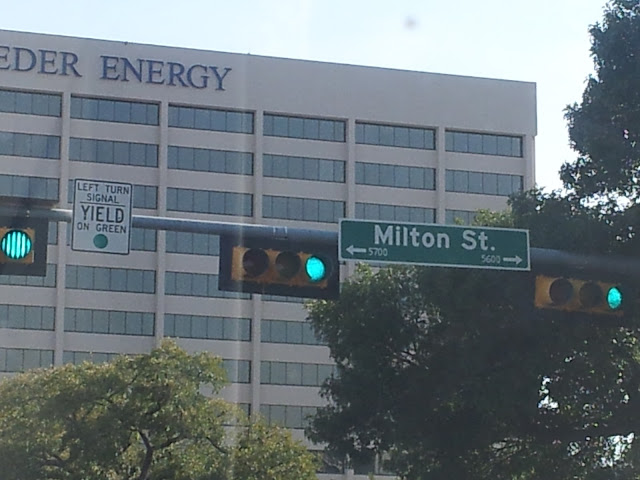 EDER ENERGY
LEFT TURN
SIGNAL
YIELD
ON GREEN
Milton St.
← 5700
5600 →